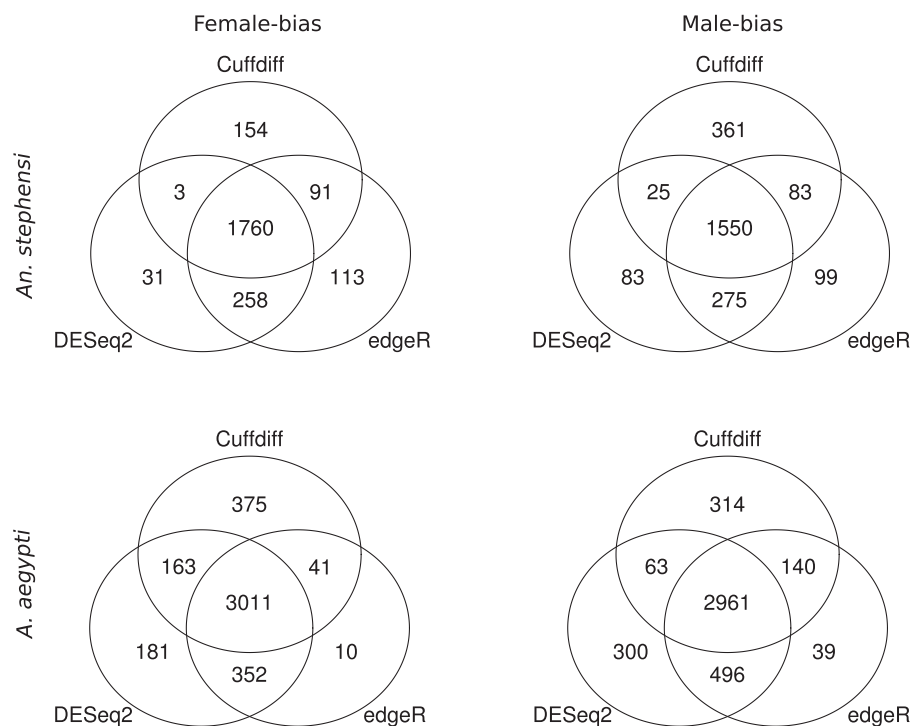 Female-bias Male-bias
Cuffdiff Cuffdiff
An. stephensi
154 361
3 91 25 83
1760 1550
31 113 83 99
258 275
DESeq2 edgeR DESeq2 edgeR
Cuffdiff Cuffdiff
A. aegypti
375 314
163 41 63 140
3011 2961
181 10 300 39
352 496
DESeq2 edgeR DESeq2 edgeR